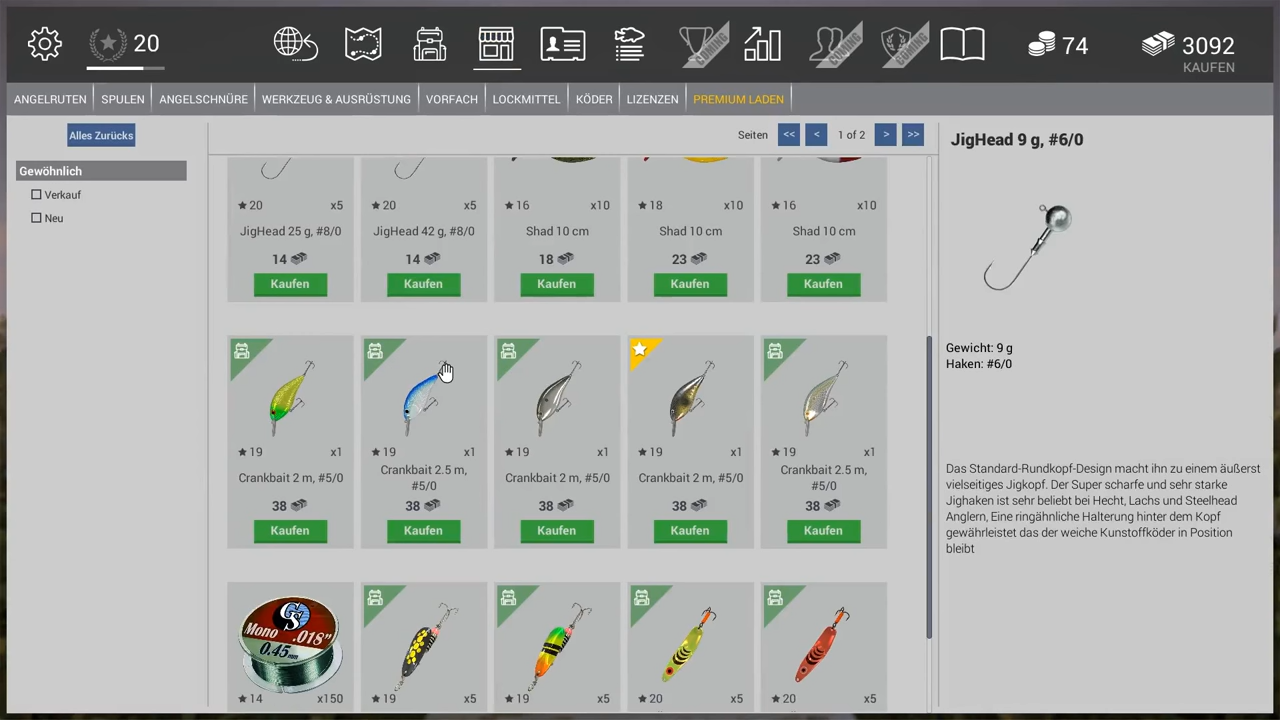 20
COMING
COMING
COMING
74
3092
KAUFEN
ANGELRUTEN
SPULEN
ANGELSCHNÜRE
WERKZEUG & AUSRÜSTUNG
VORFACH
LOCKMITTEL
KÖDER
LIZENZEN
PREMIUM LADEN
Alles Zurücks
Gewöhnlich
Verkauf
Neu
Seiten << < 1 of 2 > >>
20 x5
20 x5
16 x10
18 x10
16 x10
JigHead 25 g, #8/0
JigHead 42 g, #8/0
Shad 10 cm
Shad 10 cm
Shad 10 cm
14
14
18
23
23
Kaufen
Kaufen
Kaufen
Kaufen
Kaufen
19 x1
19 x1
19 x1
19 x1
19 x1
Crankbait 2 m, #5/0
Crankbait 2.5 m,
#5/0
Crankbait 2 m, #5/0
Crankbait 2 m, #5/0
Crankbait 2.5 m,
#5/0
38
38
38
38
38
Kaufen
Kaufen
Kaufen
Kaufen
Kaufen
GS
Mono .018"
0.45mm
14 x150
19 x5
19 x5
20 x5
20 x5
JigHead 9 g, #6/0
Gewicht: 9 g
Haken: #6/0
Das Standard-Rundkopf-Design macht ihn zu einem äußerst
vielseitiges Jigkopf. Der Super scharfe und sehr starke
Jighaken ist sehr beliebt bei Hecht, Lachs und Steelhead
Anglern, Eine ringähnliche Halterung hinter dem Kopf
gewährleistet das der weiche Kunstoffköder in Position
bleibt